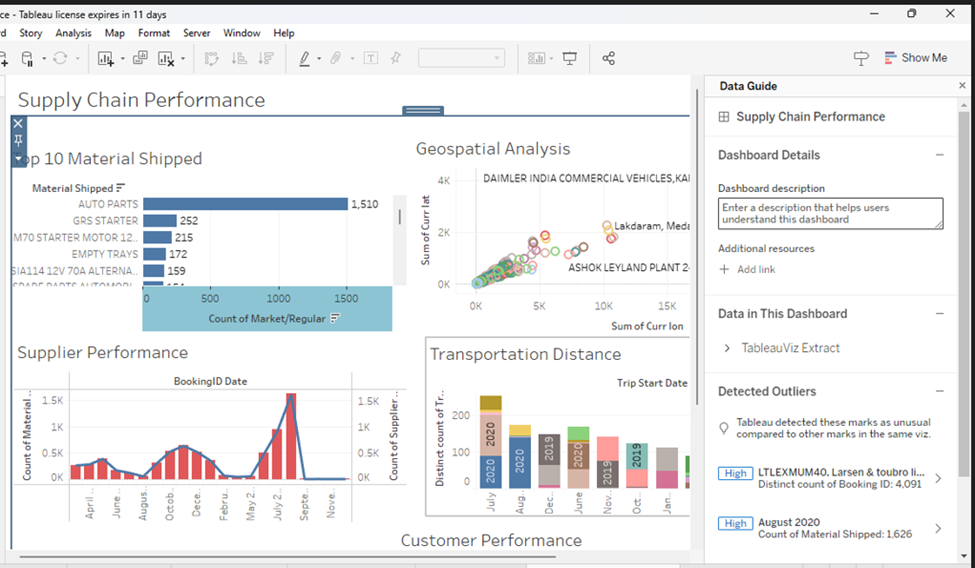 ce - Tableau license expires in 11 days
Story Analysis Map Format Server Window Help
Show Me
Supply Chain Performance
Top 10 Material Shipped
Material Shipped
AUTO PARTS 1,510
GRS STARTER 252
M70 STARTER MOTOR 12.. 215
EMPTY TRAYS 172
SIA114 12V 70A ALTERNA.. 159
0 500 1000 1500
Count of Market/Regular
Geospatial Analysis
DAIMLER INDIA COMMERCIAL VEHICLES,KAI
Lakdaram, Meda
ASHOK LEYLAND PLANT 2-
Sum of Curr lat
4K
2K
0K
0K 5K 10K 15K
Sum of Curr lon
Supplier Performance
BookingID Date
Count of Material..
1.5K
1K
0.5K
0K
1.5K
1K
0.5K
0K
Count of Supplier..
April ..
June..
Augus..
Octob..
Dece..
Febru..
May 2..
July 2..
Septe..
Nove..
Transportation Distance
Trip Start Date
Distinct count of Tr..
200
100
0
2020
2020
2020
2019
2020
2019
2019
July
Aug..
Dec..
June
Nov..
Oct..
Jan..
Customer Performance
Data Guide
Supply Chain Performance
Dashboard Details
Dashboard description
Enter a description that helps users
understand this dashboard
Additional resources
+ Add link
Data in This Dashboard
TableauViz Extract
Detected Outliers
Tableau detected these marks as unusual
compared to other marks in the same viz.
High LTLEXMUM40, Larsen & toubro li...
Distinct count of Booking ID: 4,091
High August 2020
Count of Material Shipped: 1,626